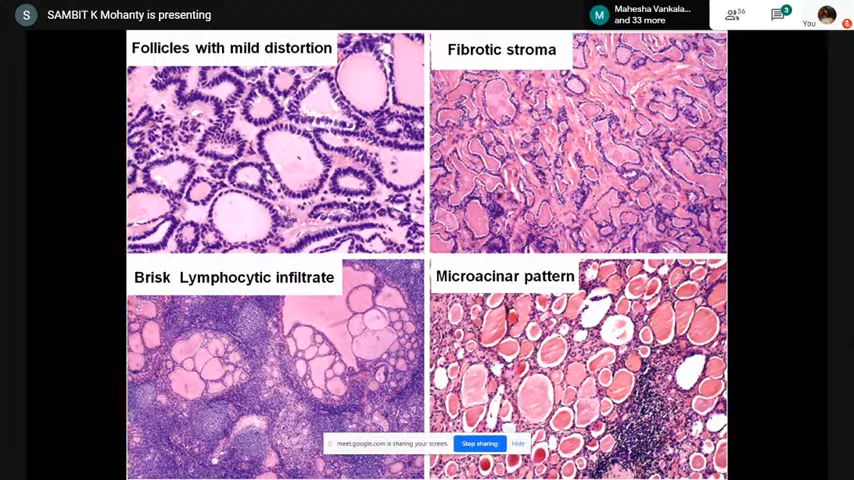 S SAMBIT K Mohanty is presenting
M Mahesha Vankala...
and 33 more
36
3
You
Follicles with mild distortion
Fibrotic stroma
Brisk Lymphocytic infiltrate
Microacinar pattern
meet.google.com is sharing your screen.
Stop sharing
Hide